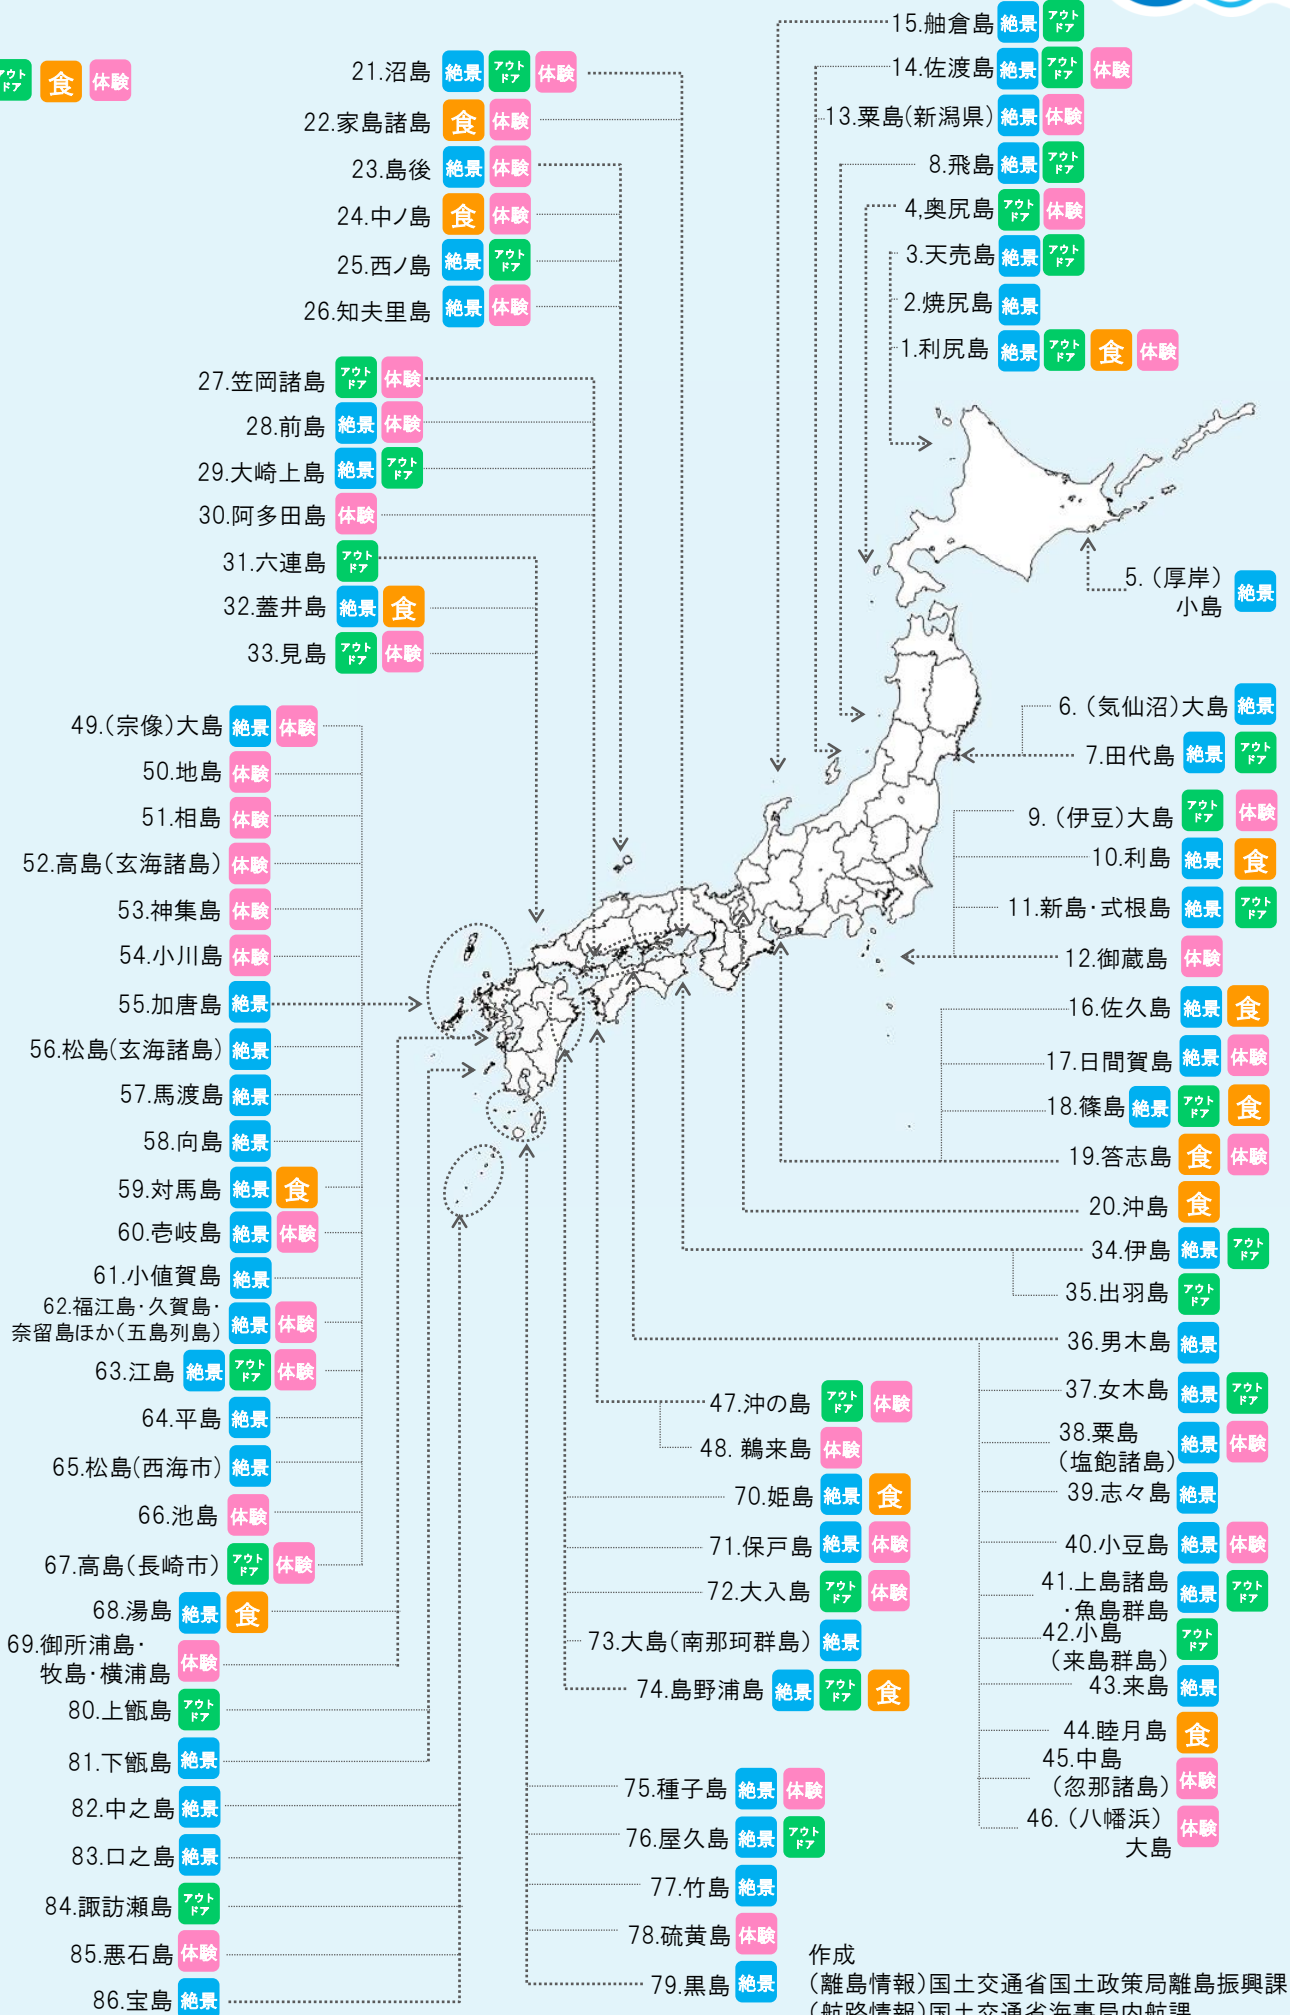 アウトドア 食 体験
21.沼島 絶景 アウトドア 体験
22.家島諸島 食 体験
23.島後 絶景 体験
24.中ノ島 食 体験
25.西ノ島 絶景 アウトドア
26.知夫里島 絶景 体験
27.笠岡諸島 アウトドア 体験
28.前島 絶景 体験
29.大崎上島 絶景 アウトドア
30.阿多田島 体験
31.六連島 アウトドア
32.蓋井島 絶景 食
33.見島 アウトドア 体験
15.舳倉島 絶景 アウトドア
14.佐渡島 絶景 アウトドア 体験
13.粟島(新潟県) 絶景 体験
8.飛島 絶景 アウトドア
4,奥尻島 アウトドア 体験
3.天売島 絶景 アウトドア
2.焼尻島 絶景
1.利尻島 絶景 アウトドア 食 体験
5.（厚岸）
小島 絶景
6.（気仙沼）大島 絶景
7.田代島 絶景 アウトドア
9.（伊豆）大島 アウトドア 体験
10.利島 絶景 食
11.新島・式根島 絶景 アウトドア
12.御蔵島 体験
16.佐久島 絶景 食
17.日間賀島 絶景 体験
18.篠島 絶景 アウトドア 食
19.答志島 食 体験
20.沖島 食
34.伊島 絶景 アウトドア
35.出羽島 アウトドア
36.男木島 絶景
37.女木島 絶景 アウトドア
38.粟島
（塩飽諸島） 絶景 体験
39.志々島 絶景
40.小豆島 絶景 体験
41.上島諸島
・魚島群島 絶景 アウトドア
42.小島
（来島群島） アウトドア
43.来島 絶景
44.睦月島 食
45.中島
（忽那諸島） 体験
46.（八幡浜）
大島 体験
49.(宗像)大島 絶景 体験
50.地島 体験
51.相島 体験
52.高島(玄海諸島) 体験
53.神集島 体験
54.小川島 体験
55.加唐島 絶景
56.松島(玄海諸島) 絶景
57.馬渡島 絶景
58.向島 絶景
59.対馬島 絶景 食
60.壱岐島 絶景 体験
61.小値賀島 絶景
62.福江島・久賀島・
奈留島ほか(五島列島) 絶景 体験
63.江島 絶景 アウトドア 体験
64.平島 絶景
65.松島(西海市) 絶景
66.池島 体験
67.高島(長崎市) アウトドア 体験
68.湯島 絶景 食
69.御所浦島・
牧島・横浦島 体験
80.上甑島 アウトドア
81.下甑島 絶景
82.中之島 絶景
83.口之島 絶景
84.諏訪瀬島 アウトドア
85.悪石島 体験
86.宝島 絶景
47.沖の島 アウトドア 体験
48. 鵜来島 体験
70.姫島 絶景 食
71.保戸島 絶景 体験
72.大入島 アウトドア 体験
73.大島(南那珂群島) 絶景
74.島野浦島 絶景 アウトドア 食
75.種子島 絶景 体験
76.屋久島 絶景 アウトドア
77.竹島 絶景
78.硫黄島 体験
79.黒島 絶景
作成
（離島情報）国土交通省国土政策局離島振興課
（航路情報）国土交通省海事局内航課